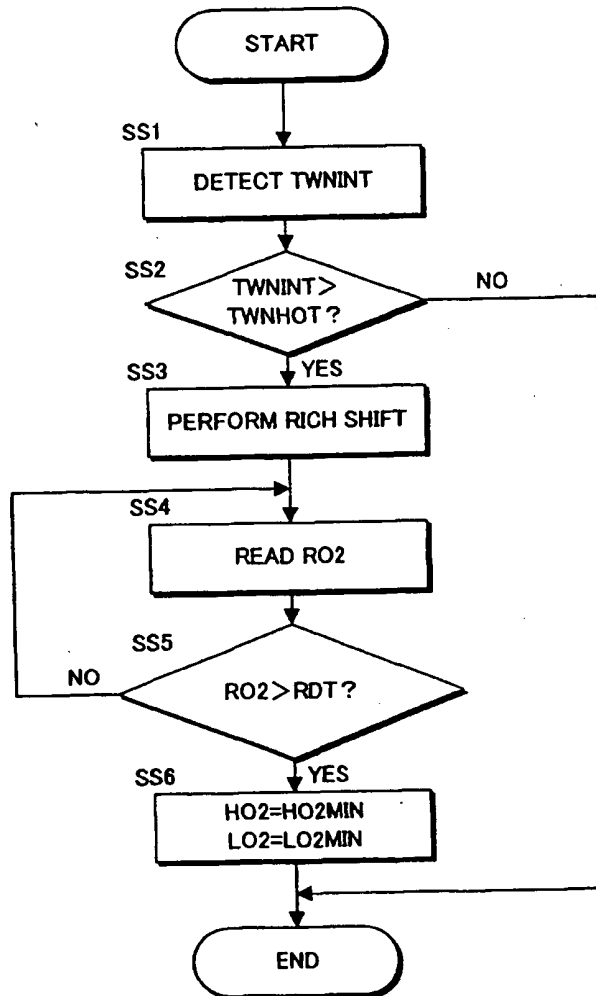 START
SS1
DETECT TWNINT
SS2
TWNINT>
TWNHOT?
NO
YES
SS3
PERFORM RICH SHIFT
SS4
READ RO2
SS5
NO
RO2>RDT?
YES
SS6
HO2=HO2MIN
LO2=LO2MIN
END